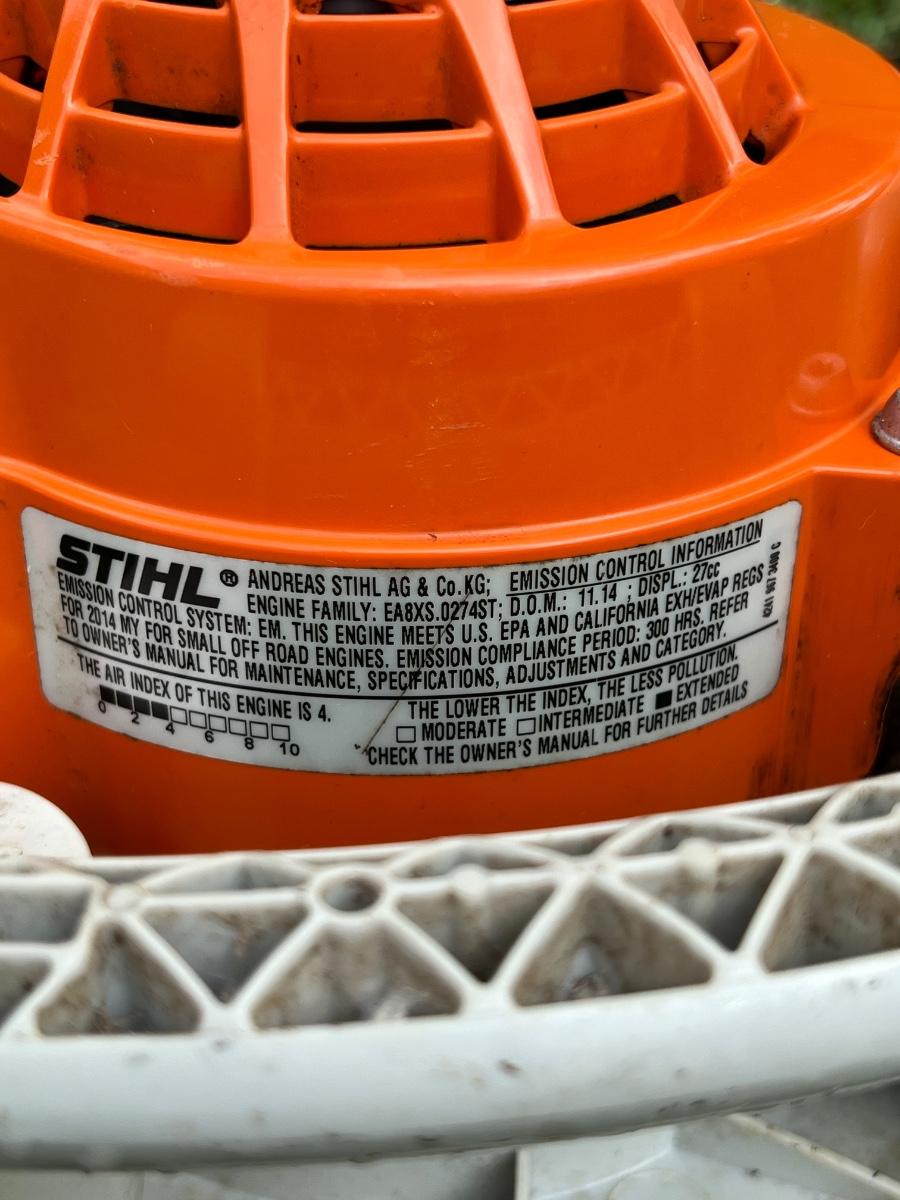 STIHL® ANDREAS STIHL AG & Co.KG; EMISSION CONTROL INFORMATION
ENGINE FAMILY: EA8XS.0274ST; D.O.M.: 11.14 ; DISPL.: 27cc
EMISSION CONTROL SYSTEM: EM. THIS ENGINE MEETS U.S. EPA AND CALIFORNIA EXH/EVAP REGS
FOR 2014 MY FOR SMALL OFF ROAD ENGINES. EMISSION COMPLIANCE PERIOD: 300 HRS. REFER
TO OWNER'S MANUAL FOR MAINTENANCE, SPECIFICATIONS, ADJUSTMENTS AND CATEGORY.
THE AIR INDEX OF THIS ENGINE IS 4. THE LOWER THE INDEX, THE LESS POLLUTION.
0 2 4 6 8 10
MODERATE INTERMEDIATE EXTENDED
CHECK THE OWNER'S MANUAL FOR FURTHER DETAILS